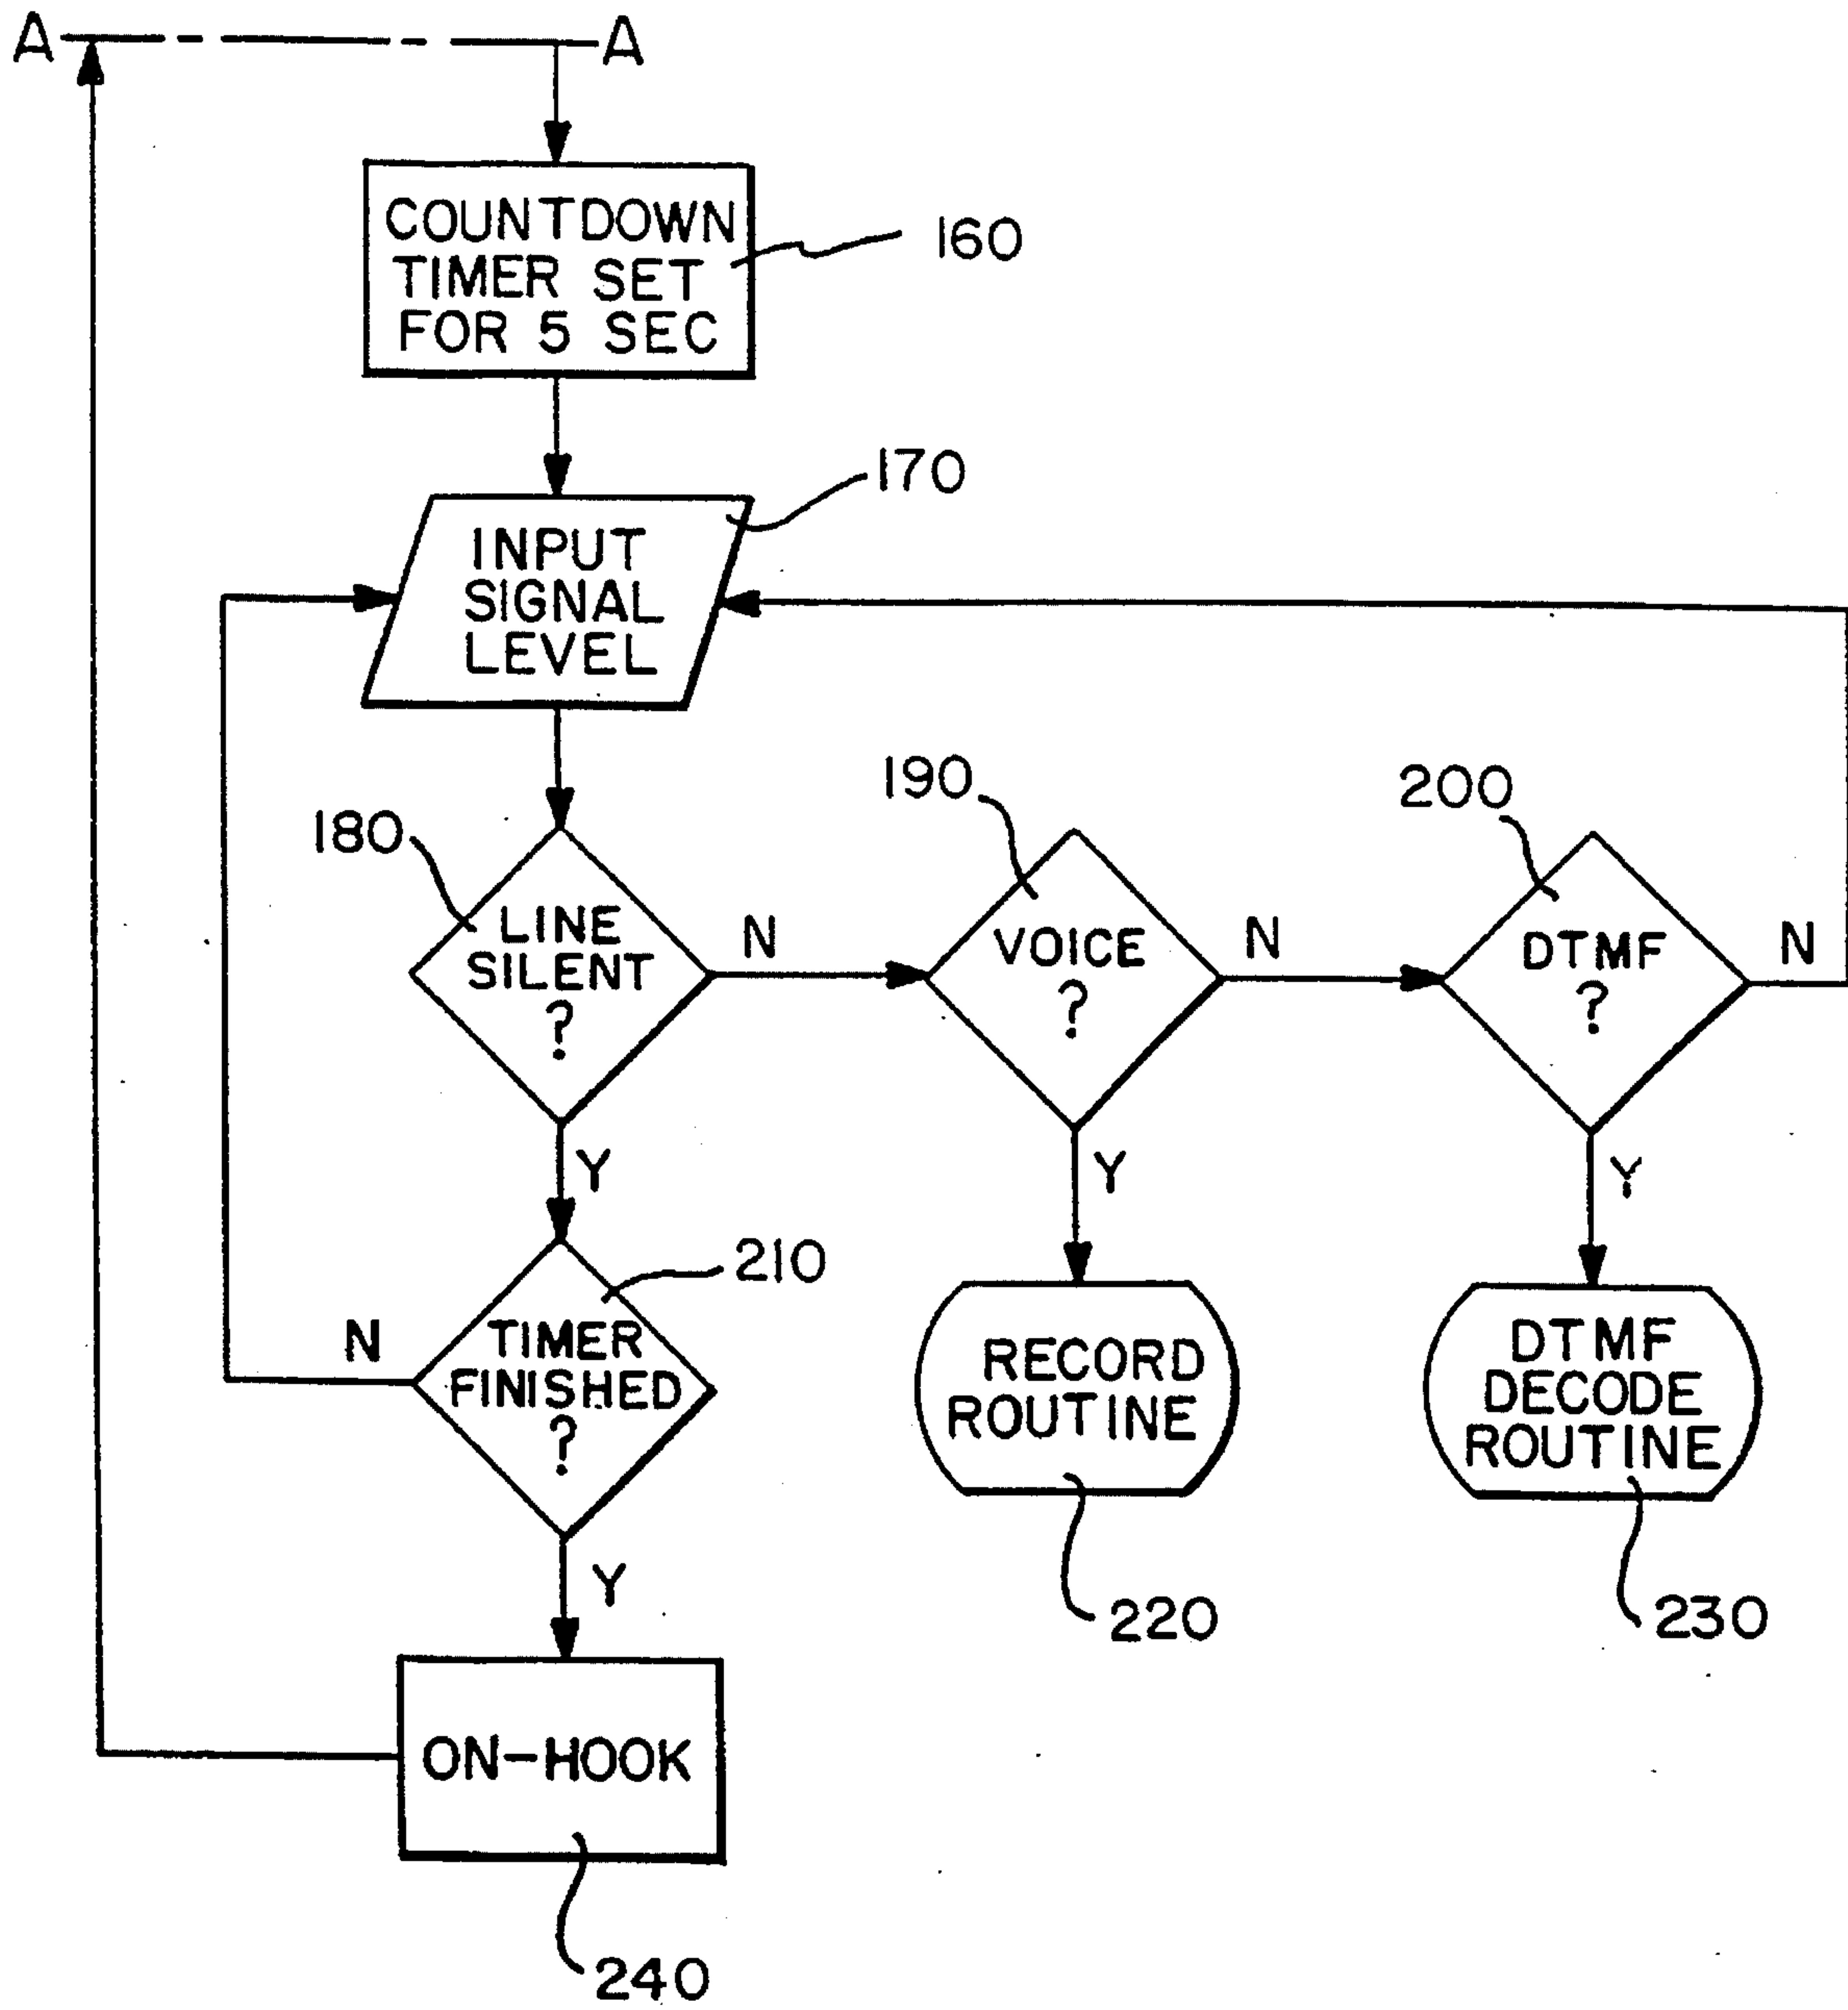 A A
COUNTDOWN
TIMER SET
FOR 5 SEC
160
170
INPUT
SIGNAL
LEVEL
180
190
200
LINE
SILENT
?
N
VOICE
?
N
DTMF
?
N
Y
Y
Y
210
N
TIMER
FINISHED
?
RECORD
ROUTINE
DTMF
DECODE
ROUTINE
Y
220
230
ON-HOOK
240